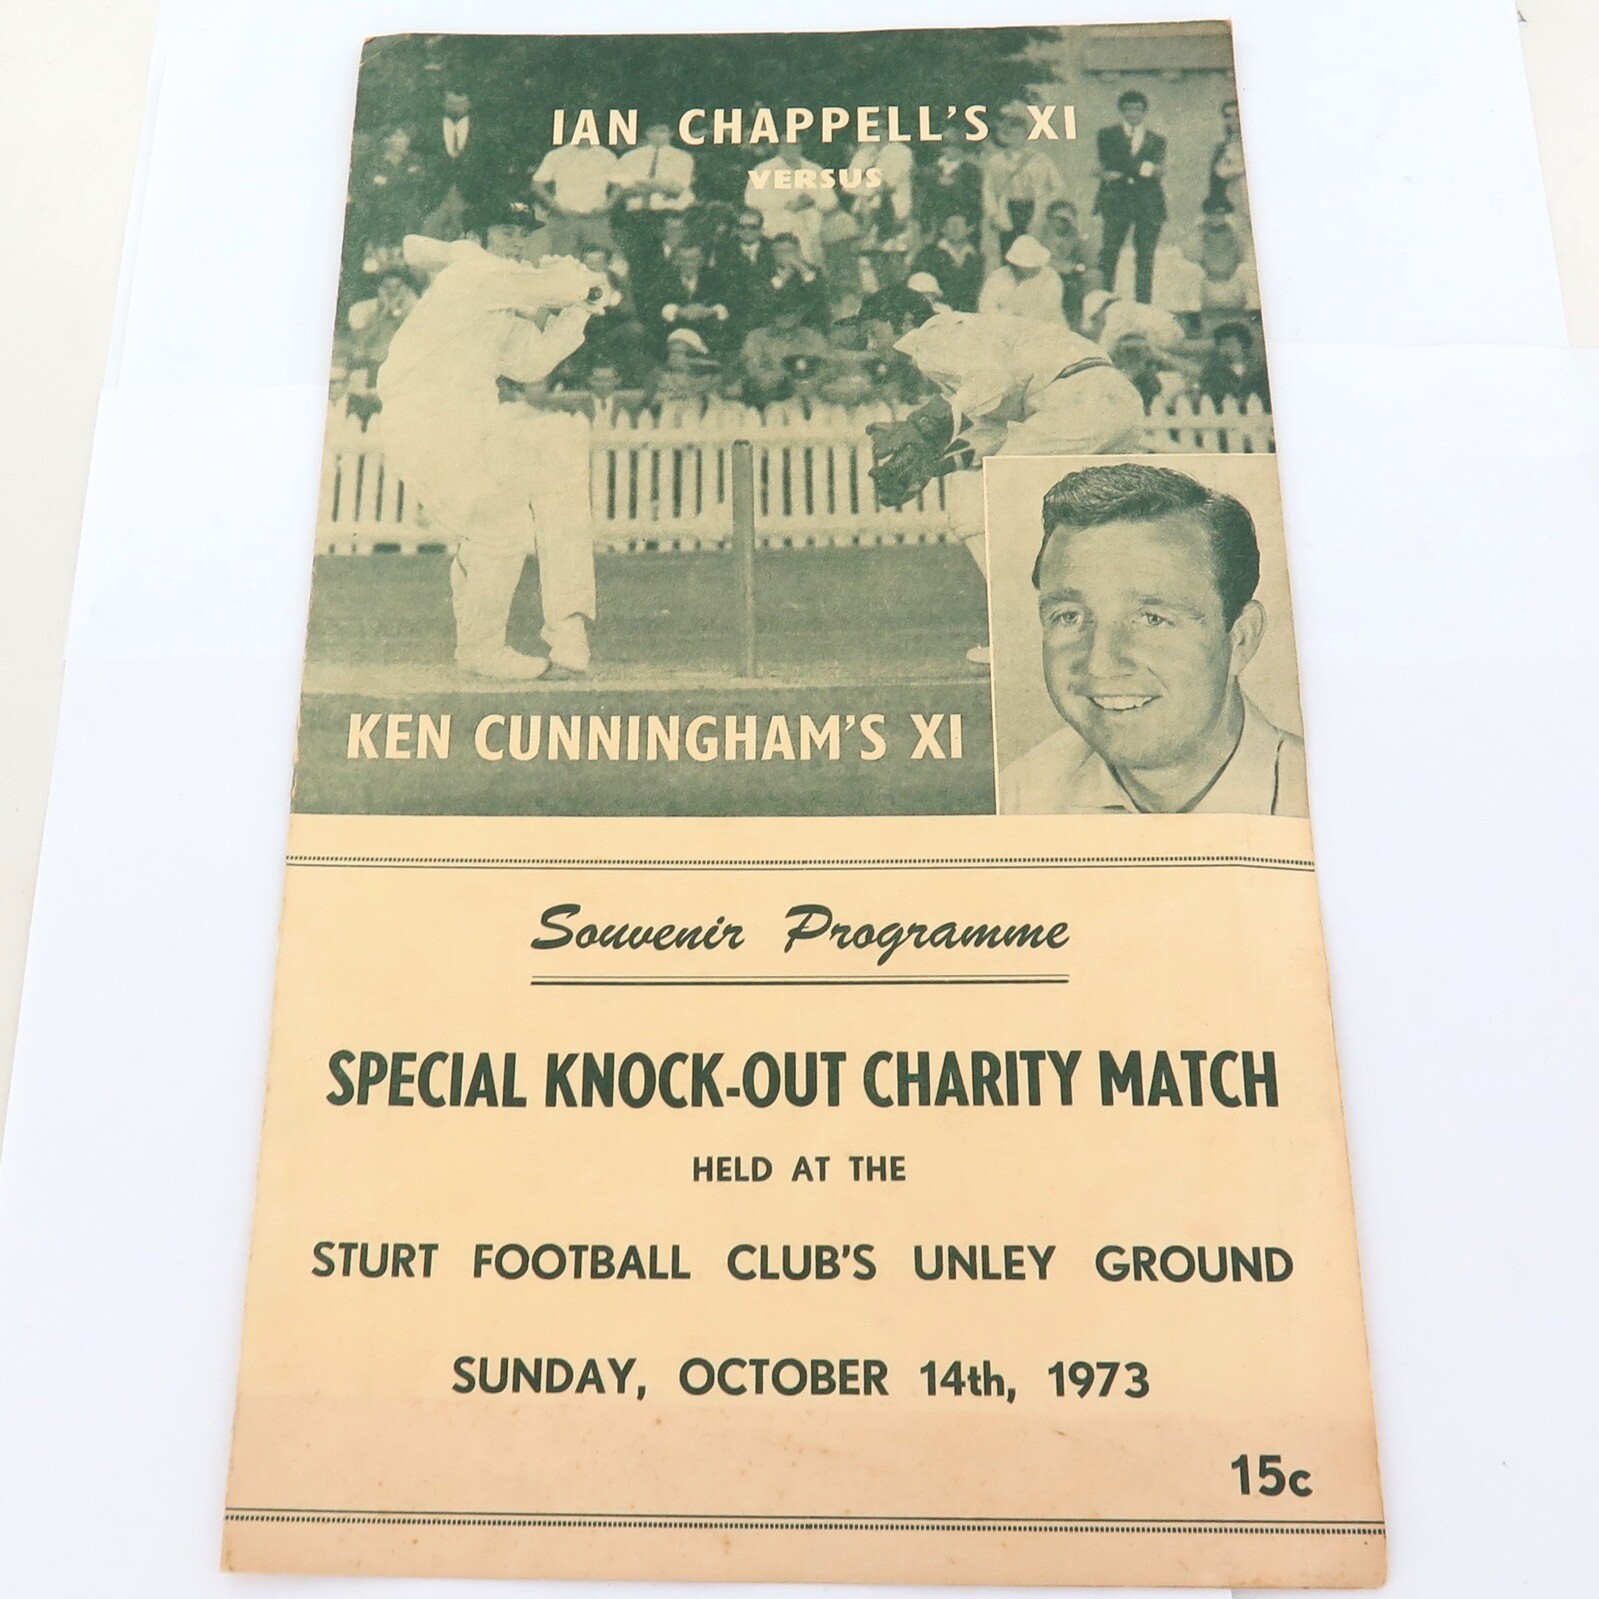 IAN CHAPPELL'S XI
VERSUS
KEN CUNNINGHAM'S XI
Souvenir Programme
SPECIAL KNOCK-OUT CHARITY MATCH
HELD AT THE
STURT FOOTBALL CLUB'S UNLEY GROUND
SUNDAY, OCTOBER 14th, 1973
15c